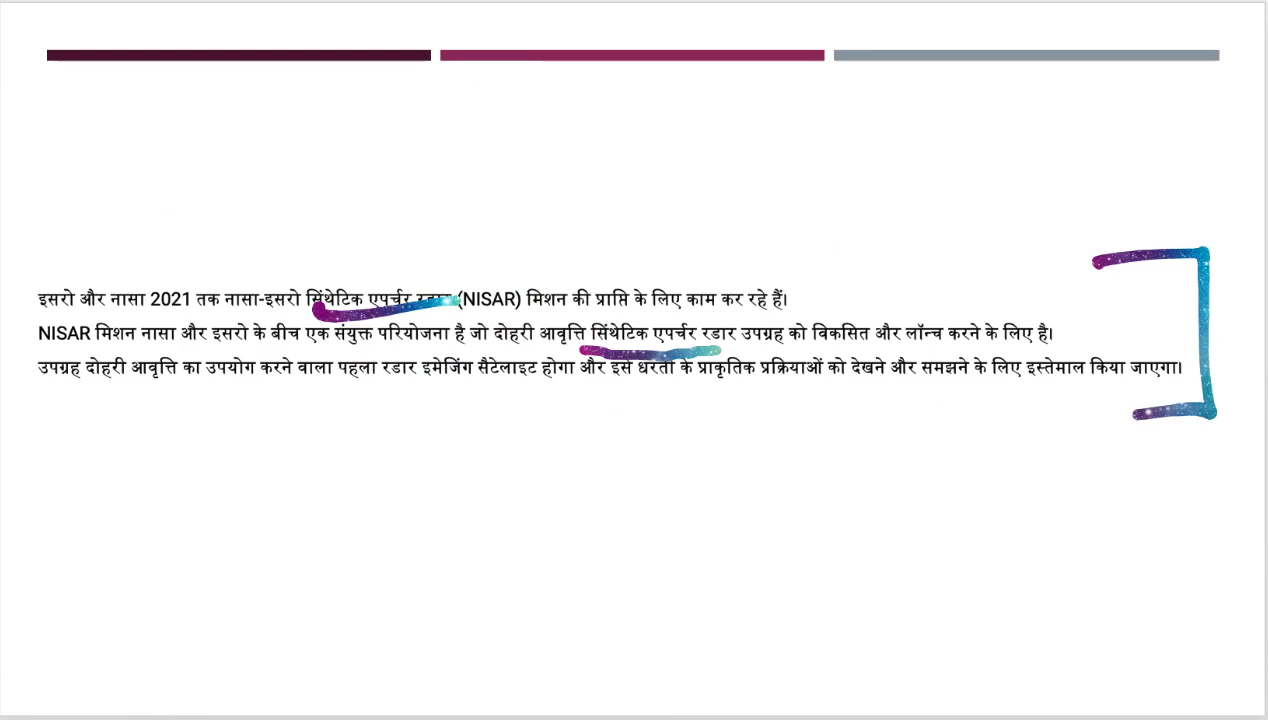 इसरो और नासा 2021 तक नासा-इसरो सिंथेटिक एपर्चर रडार (NISAR) मिशन की प्राप्ति के लिए काम कर रहे हैं।
NISAR मिशन नासा और इसरो के बीच एक संयुक्त परियोजना है जो दोहरी आवृत्ति सिंथेटिक एपर्चर रडार उपग्रह को विकसित और लॉन्च करने के लिए है।
उपग्रह दोहरी आवृत्ति का उपयोग करने वाला पहला रडार इमेजिंग सैटेलाइट होगा और इसे धरती के प्राकृतिक प्रक्रियाओं को देखने और समझने के लिए इस्तेमाल किया जाएगा।